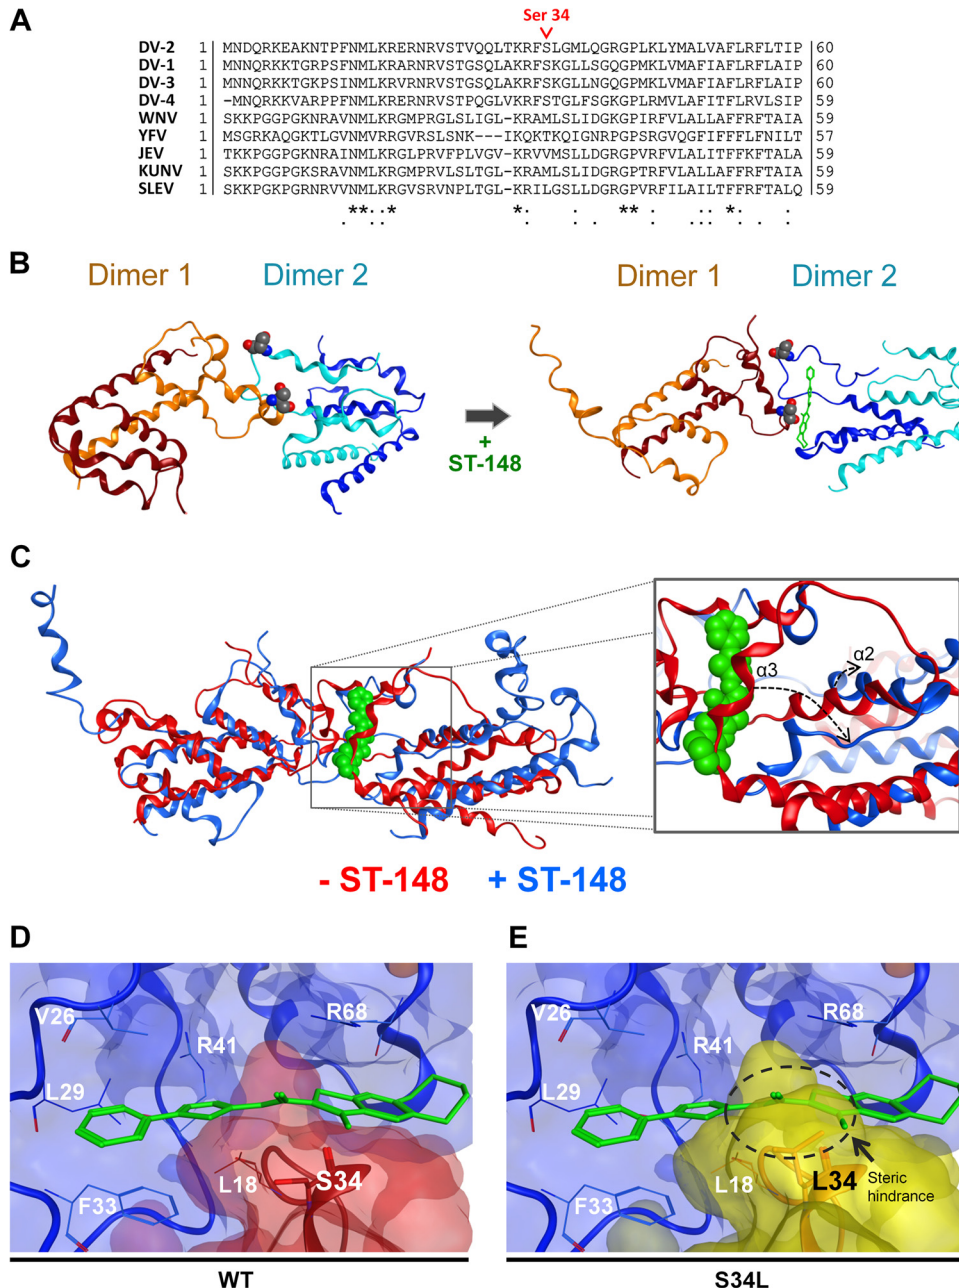 A
Ser 34
DV-2 1 MNDQRKEAKNTPFNMLKRERNRVSTVQQLTKRFSLGMLQGRGPLKLYMALVAFLRFLTIP 60
DV-1 1 MNNQRKKTGRPSFNMLKRARNRVSTGSQLAKRFSKGLLSGQGPMKLVMAFIAFLRFLAIP 60
DV-3 1 MNNQRKKTGKPSINMLKRVRNRVSTGSQLAKRFSKGLLNGQGPMKLVMAFIAFLRFLAIP 60
DV-4 1 -MNQRKKVARPPFNMLKRERNRVSTPQGLVKRFSTGLFSGKGPLRMVLAFITFLRVLSIP 59
WNV 1 SKKPGGPGKNRAVNMLKRGMPRGLSLIGL-KRAMLSLIDGKGPIRFVLALLAFFRFTAIA 59
YFV 1 MSGRKAQGKTLGVNMVRRGVRSLSNK---IKQKTKQIGNRPGPSRGVQGFIFFFLFNILT 57
JEV 1 TKKPGGPGKNRAINMLKRGLPRVFPLVGV-KRVVMSLLDGRGPVRFVLALITFFKFTALA 59
KUNV 1 SKKPGGPGKSRAVNMLKRGMPRVLSLTGL-KRAMLSLIDGRGPTRFVLALLAFFRFTAIA 59
SLEV 1 SKKPGKPGRNRVVNMLKRGVSRVNPLTGL-KRILGSLLDGRGPVRFILAILTFFRFTALQ 59
B
Dimer 1
Dimer 2
Dimer 1
Dimer 2
+
ST-148
C
α3
α2
- ST-148 + ST-148
D
V26
R68
R41
L29
L18
S34
F33
WT
E
V26
R68
R41
L29
L18
L34
Steric
hindrance
F33
S34L